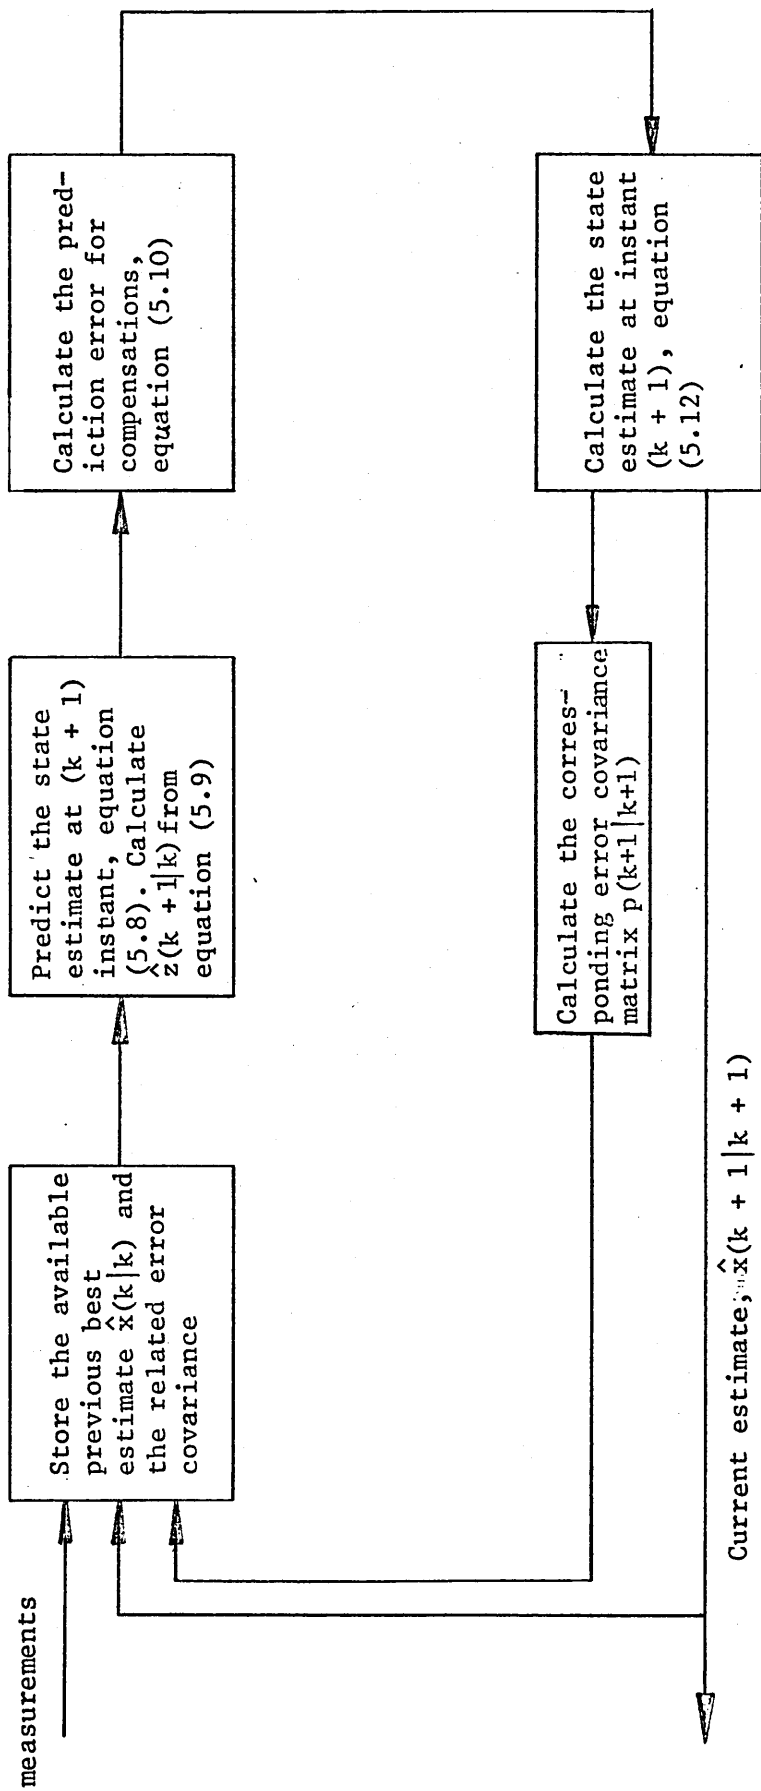 measurements
Store the available
previous best
estimate x̂(k|k) and
the related error
covariance
Predict the state
estimate at (k + 1)
instant, equation
(5.8). Calculate
ẑ(k +1|k) from
equation (5.9)
Calculate the pred-
iction error for
compensations,
equation (5.10)
Calculate the corres-
ponding error covariance
matrix p(k+1|k+1)
Calculate the state
estimate at instant
(k + 1), equation
(5.12)
Current estimate, x̂(k + 1|k + 1)